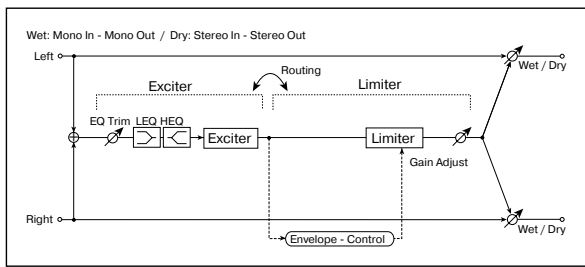 Wet: Mono In - Mono Out / Dry: Stereo In - Stereo Out
Left
Wet / Dry
Routing
Exciter
Limiter
EQ Trim
LEQ
HEQ
Exciter
Limiter
Gain Adjust
Right
Wet / Dry
Envelope - Control